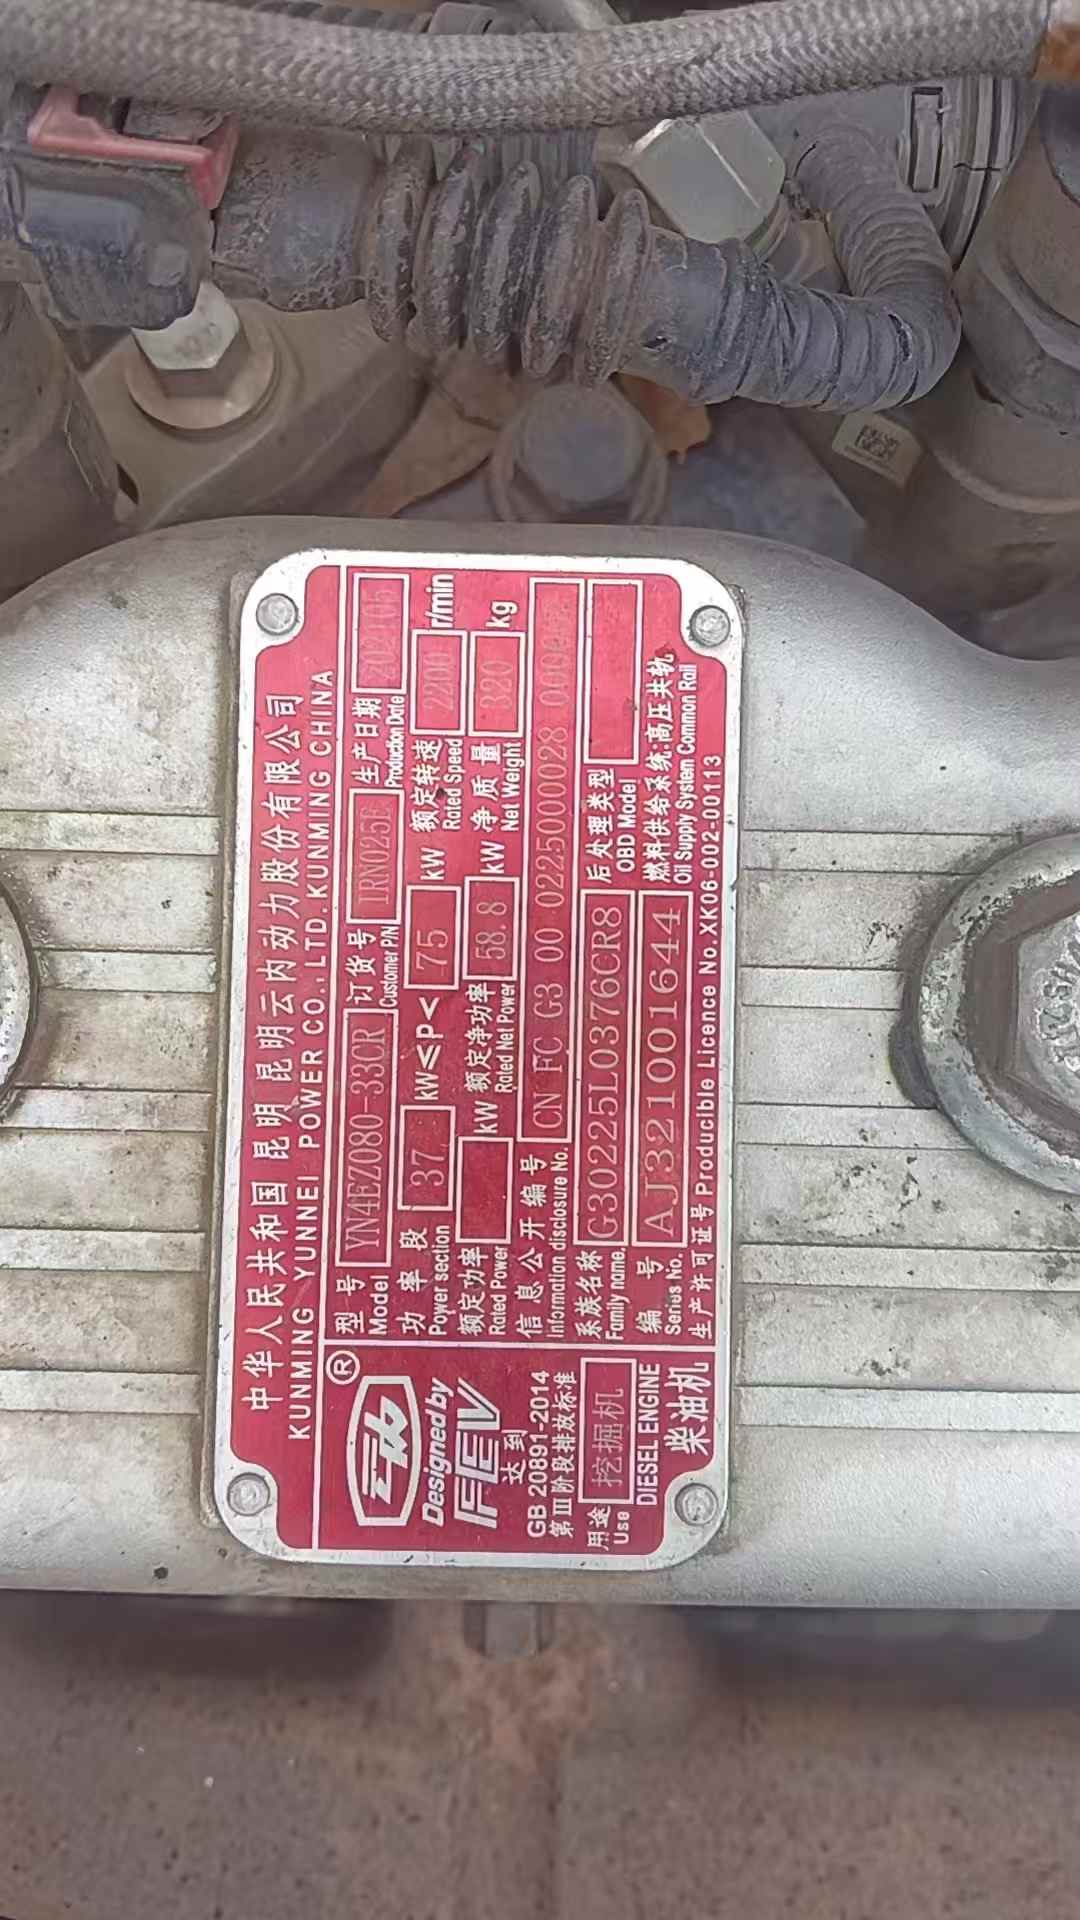 中华人民共和国 昆明 昆明云内动力股份有限公司
KUNMING YUNNEI POWER CO.,LTD.KUNMING CHINA
®
Designed by
FEV
达到
GB 20891-2014
第Ⅲ阶段排放标准
用途 挖掘机
Use
DIESEL ENGINE
柴油机
型号 YN4EZ080-33CR 订货号 1RN025E 生产日期
Model Customer P/N Production Date
功率段 37 kW≤P< 75 kW 额定转速 2200 r/min
Power section Rated Speed
额定功率 kW 额定净功率 58.8 kW 净质量 320 kg
Rated Power Rated Net Power Net Weight
信息公开编号 CN FC G3 00 0225000028
Information disclosure No.
系族名称 G30225L0376CR8 后处理类型
Family name. OBD Model
编号 AJ321001644 燃料供给系统:高压共轨
Series No. Oil Supply System Common Rail
生产许可证号 Producible Licence No.XK06-002-00113